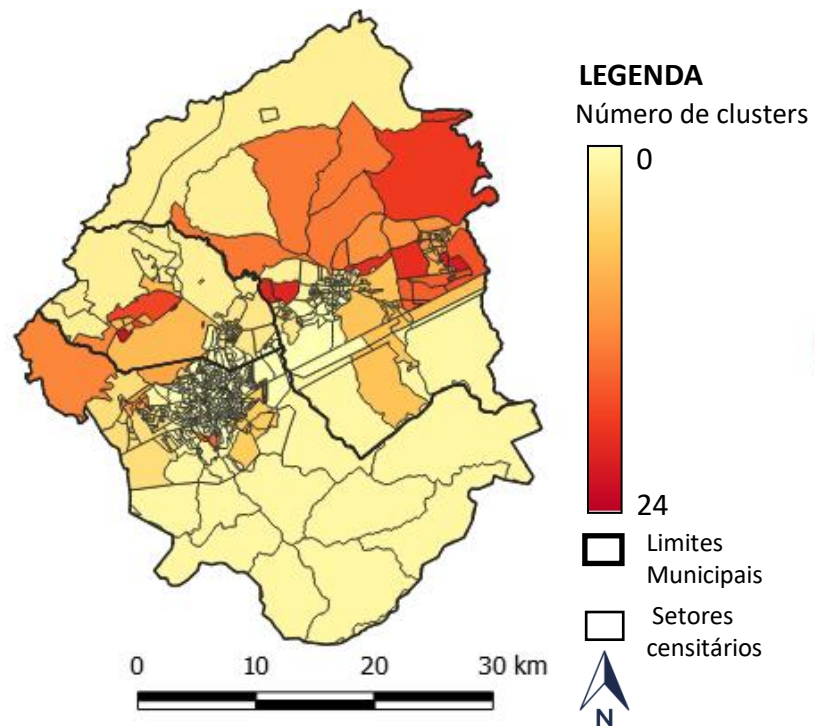 LEGENDA
Número de clusters
0
24
Limites
Municipais
Setores
censitários
0 10 20 30 km
N